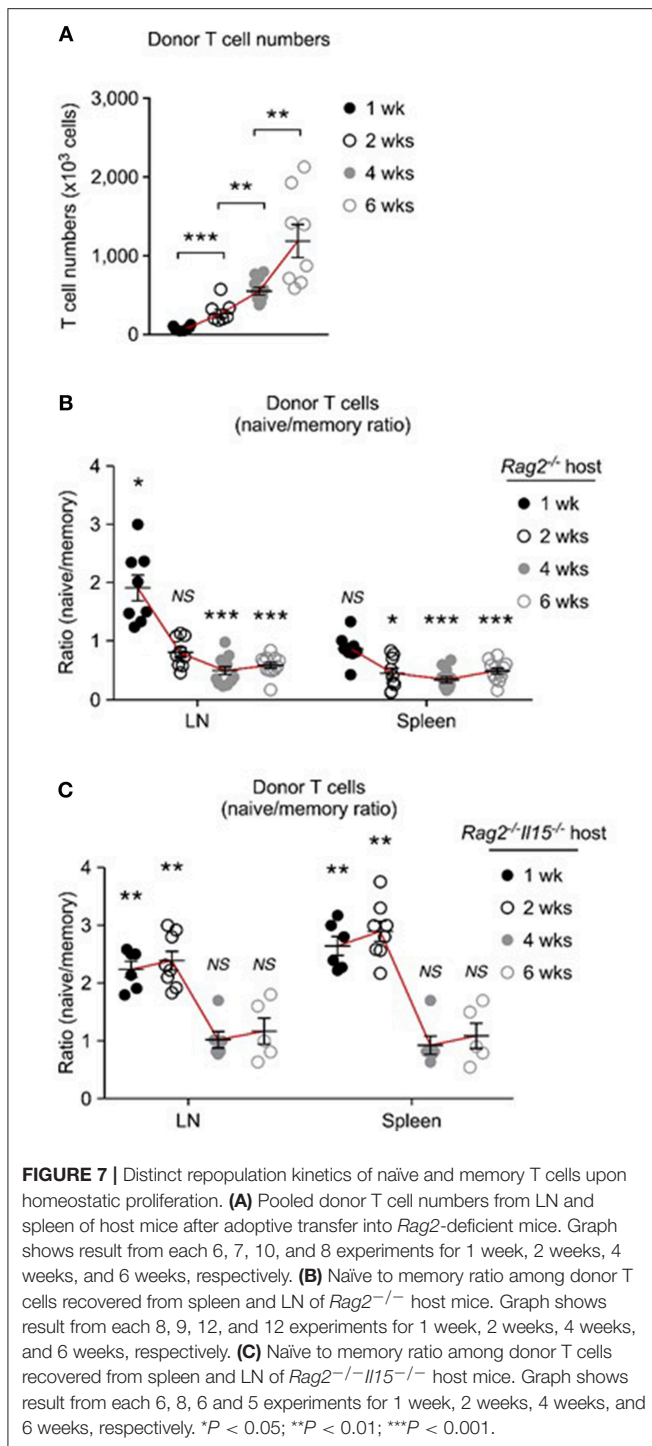 A
Donor T cell numbers
T cell numbers (x10³ cells)
3,000
2,000
1,000
0
***
**
**
1 wk
2 wks
4 wks
6 wks
B
Donor T cells
(naive/memory ratio)
Rag2-/- host
1 wk
2 wks
4 wks
6 wks
Ratio (naive/memory)
4
3
2
1
0
*
NS
***
***
NS
*
***
***
LN
Spleen
C
Donor T cells
(naive/memory ratio)
Rag2-/-Il15-/- host
1 wk
2 wks
4 wks
6 wks
Ratio (naive/memory)
4
3
2
1
0
**
**
NS
NS
**
**
NS
NS
LN
Spleen
FIGURE 7 | Distinct repopulation kinetics of naïve and memory T cells upon
homeostatic proliferation. (A) Pooled donor T cell numbers from LN and
spleen of host mice after adoptive transfer into Rag2-deficient mice. Graph
shows result from each 6, 7, 10, and 8 experiments for 1 week, 2 weeks, 4
weeks, and 6 weeks, respectively. (B) Naïve to memory ratio among donor T
cells recovered from spleen and LN of Rag2−/− host mice. Graph shows
result from each 8, 9, 12, and 12 experiments for 1 week, 2 weeks, 4 weeks,
and 6 weeks, respectively. (C) Naïve to memory ratio among donor T cells
recovered from spleen and LN of Rag2−/−Il15−/− host mice. Graph shows
result from each 6, 8, 6 and 5 experiments for 1 week, 2 weeks, 4 weeks, and
6 weeks, respectively. *P < 0.05; **P < 0.01; ***P < 0.001.